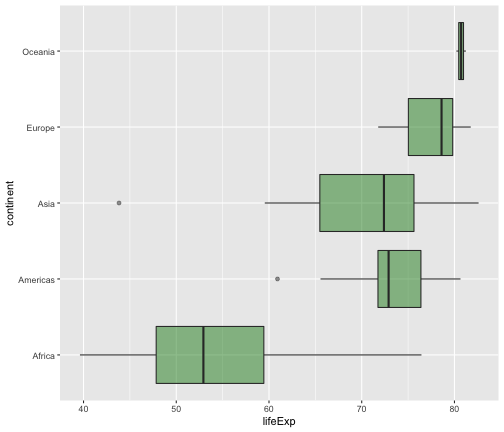 Oceania
Europe
Asia
Americas
Africa
continent
40 50 60 70 80
lifeExp